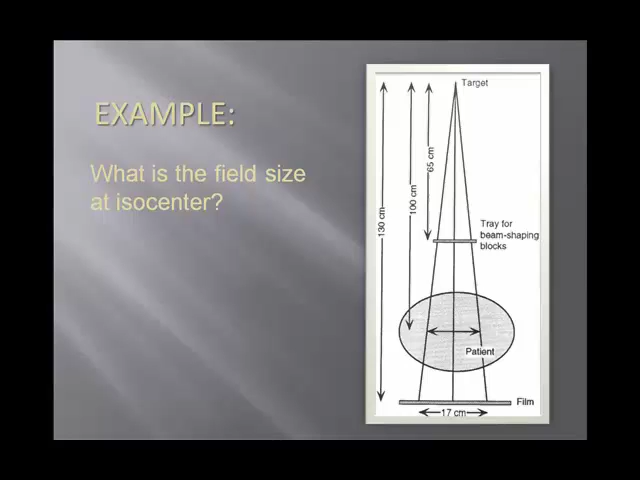 EXAMPLE:
What is the field size
at isocenter?
Target
65 cm
100 cm
130 cm
Tray for
beam-shaping
blocks
Patient
Film
17 cm